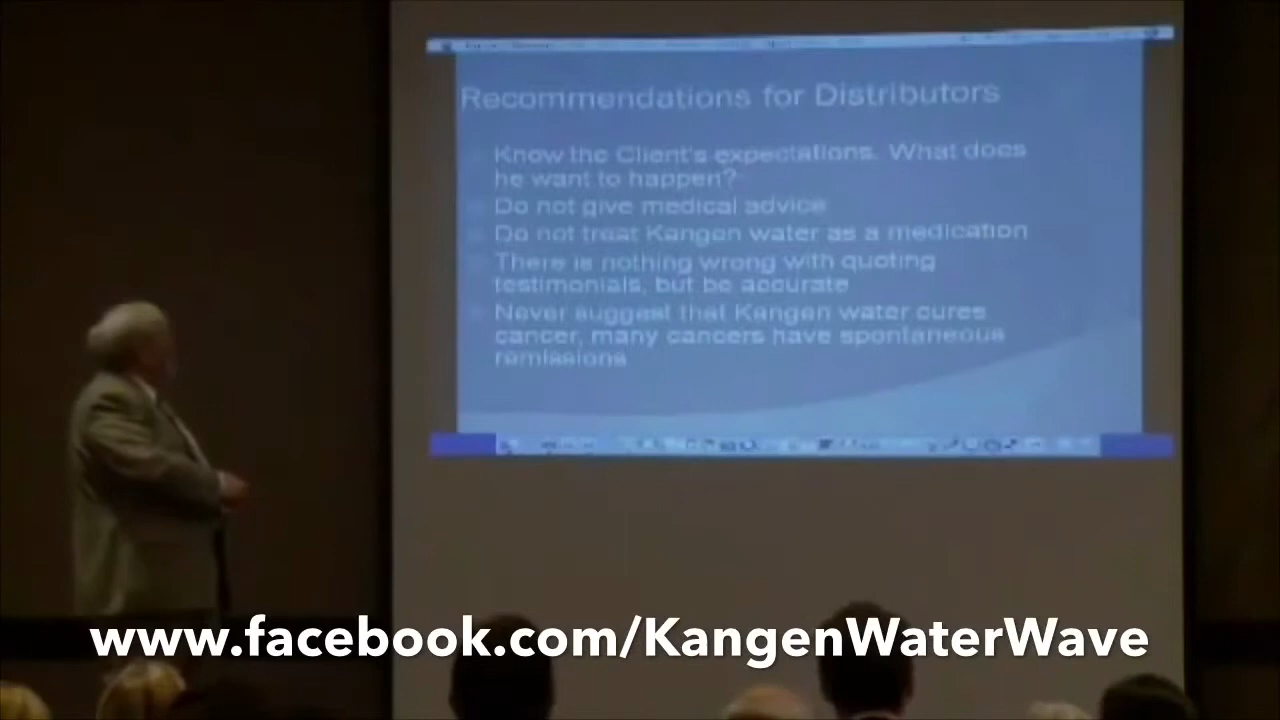 Recommendations for Distributors
Know the Client's expectations. What does
he want to happen?
Do not give medical advice
Do not treat Kangen water as a medication
There is nothing wrong with quoting
testimonials, but be accurate
Never suggest that Kangen water cures
cancer, many cancers have spontaneous
remissions
www.facebook.com/KangenWaterWave